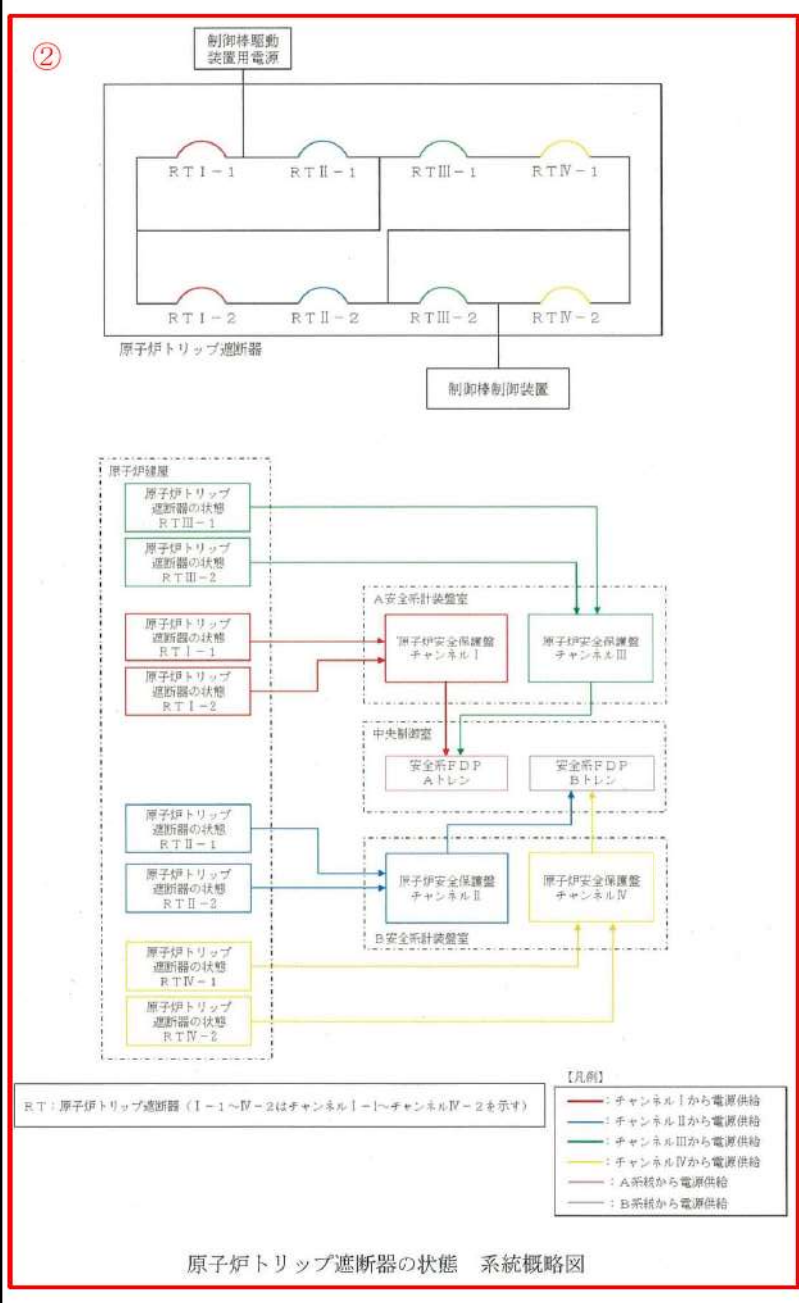 ②
制御棒駆動
装置用電源
RTⅠ-1
RTⅡ-1
RTⅢ-1
RTⅣ-1
RTⅠ-2
RTⅡ-2
RTⅢ-2
RTⅣ-2
原子炉トリップ遮断器
制御棒制御装置
原子炉建屋
原子炉トリップ
遮断器の状態
RTⅢ-1
原子炉トリップ
遮断器の状態
RTⅢ-2
A安全系計装盤室
原子炉トリップ
遮断器の状態
RTⅠ-1
原子炉安全保護盤
チャンネルⅠ
原子炉安全保護盤
チャンネルⅢ
原子炉トリップ
遮断器の状態
RTⅠ-2
中央制御室
安全系FDP
Aトレン
安全系FDP
Bトレン
原子炉トリップ
遮断器の状態
RTⅡ-1
原子炉トリップ
遮断器の状態
RTⅡ-2
原子炉安全保護盤
チャンネルⅡ
原子炉安全保護盤
チャンネルⅣ
B安全系計装盤室
原子炉トリップ
遮断器の状態
RTⅣ-1
原子炉トリップ
遮断器の状態
RTⅣ-2
RT:原子炉トリップ遮断器(Ⅰ-1~Ⅳ-2はチャンネルⅠ-1~チャンネルⅣ-2を示す)
【凡例】
:チャンネルⅠから電源供給
:チャンネルⅡから電源供給
:チャンネルⅢから電源供給
:チャンネルⅣから電源供給
:A系統から電源供給
:B系統から電源供給
原子炉トリップ遮断器の状態 系統概略図